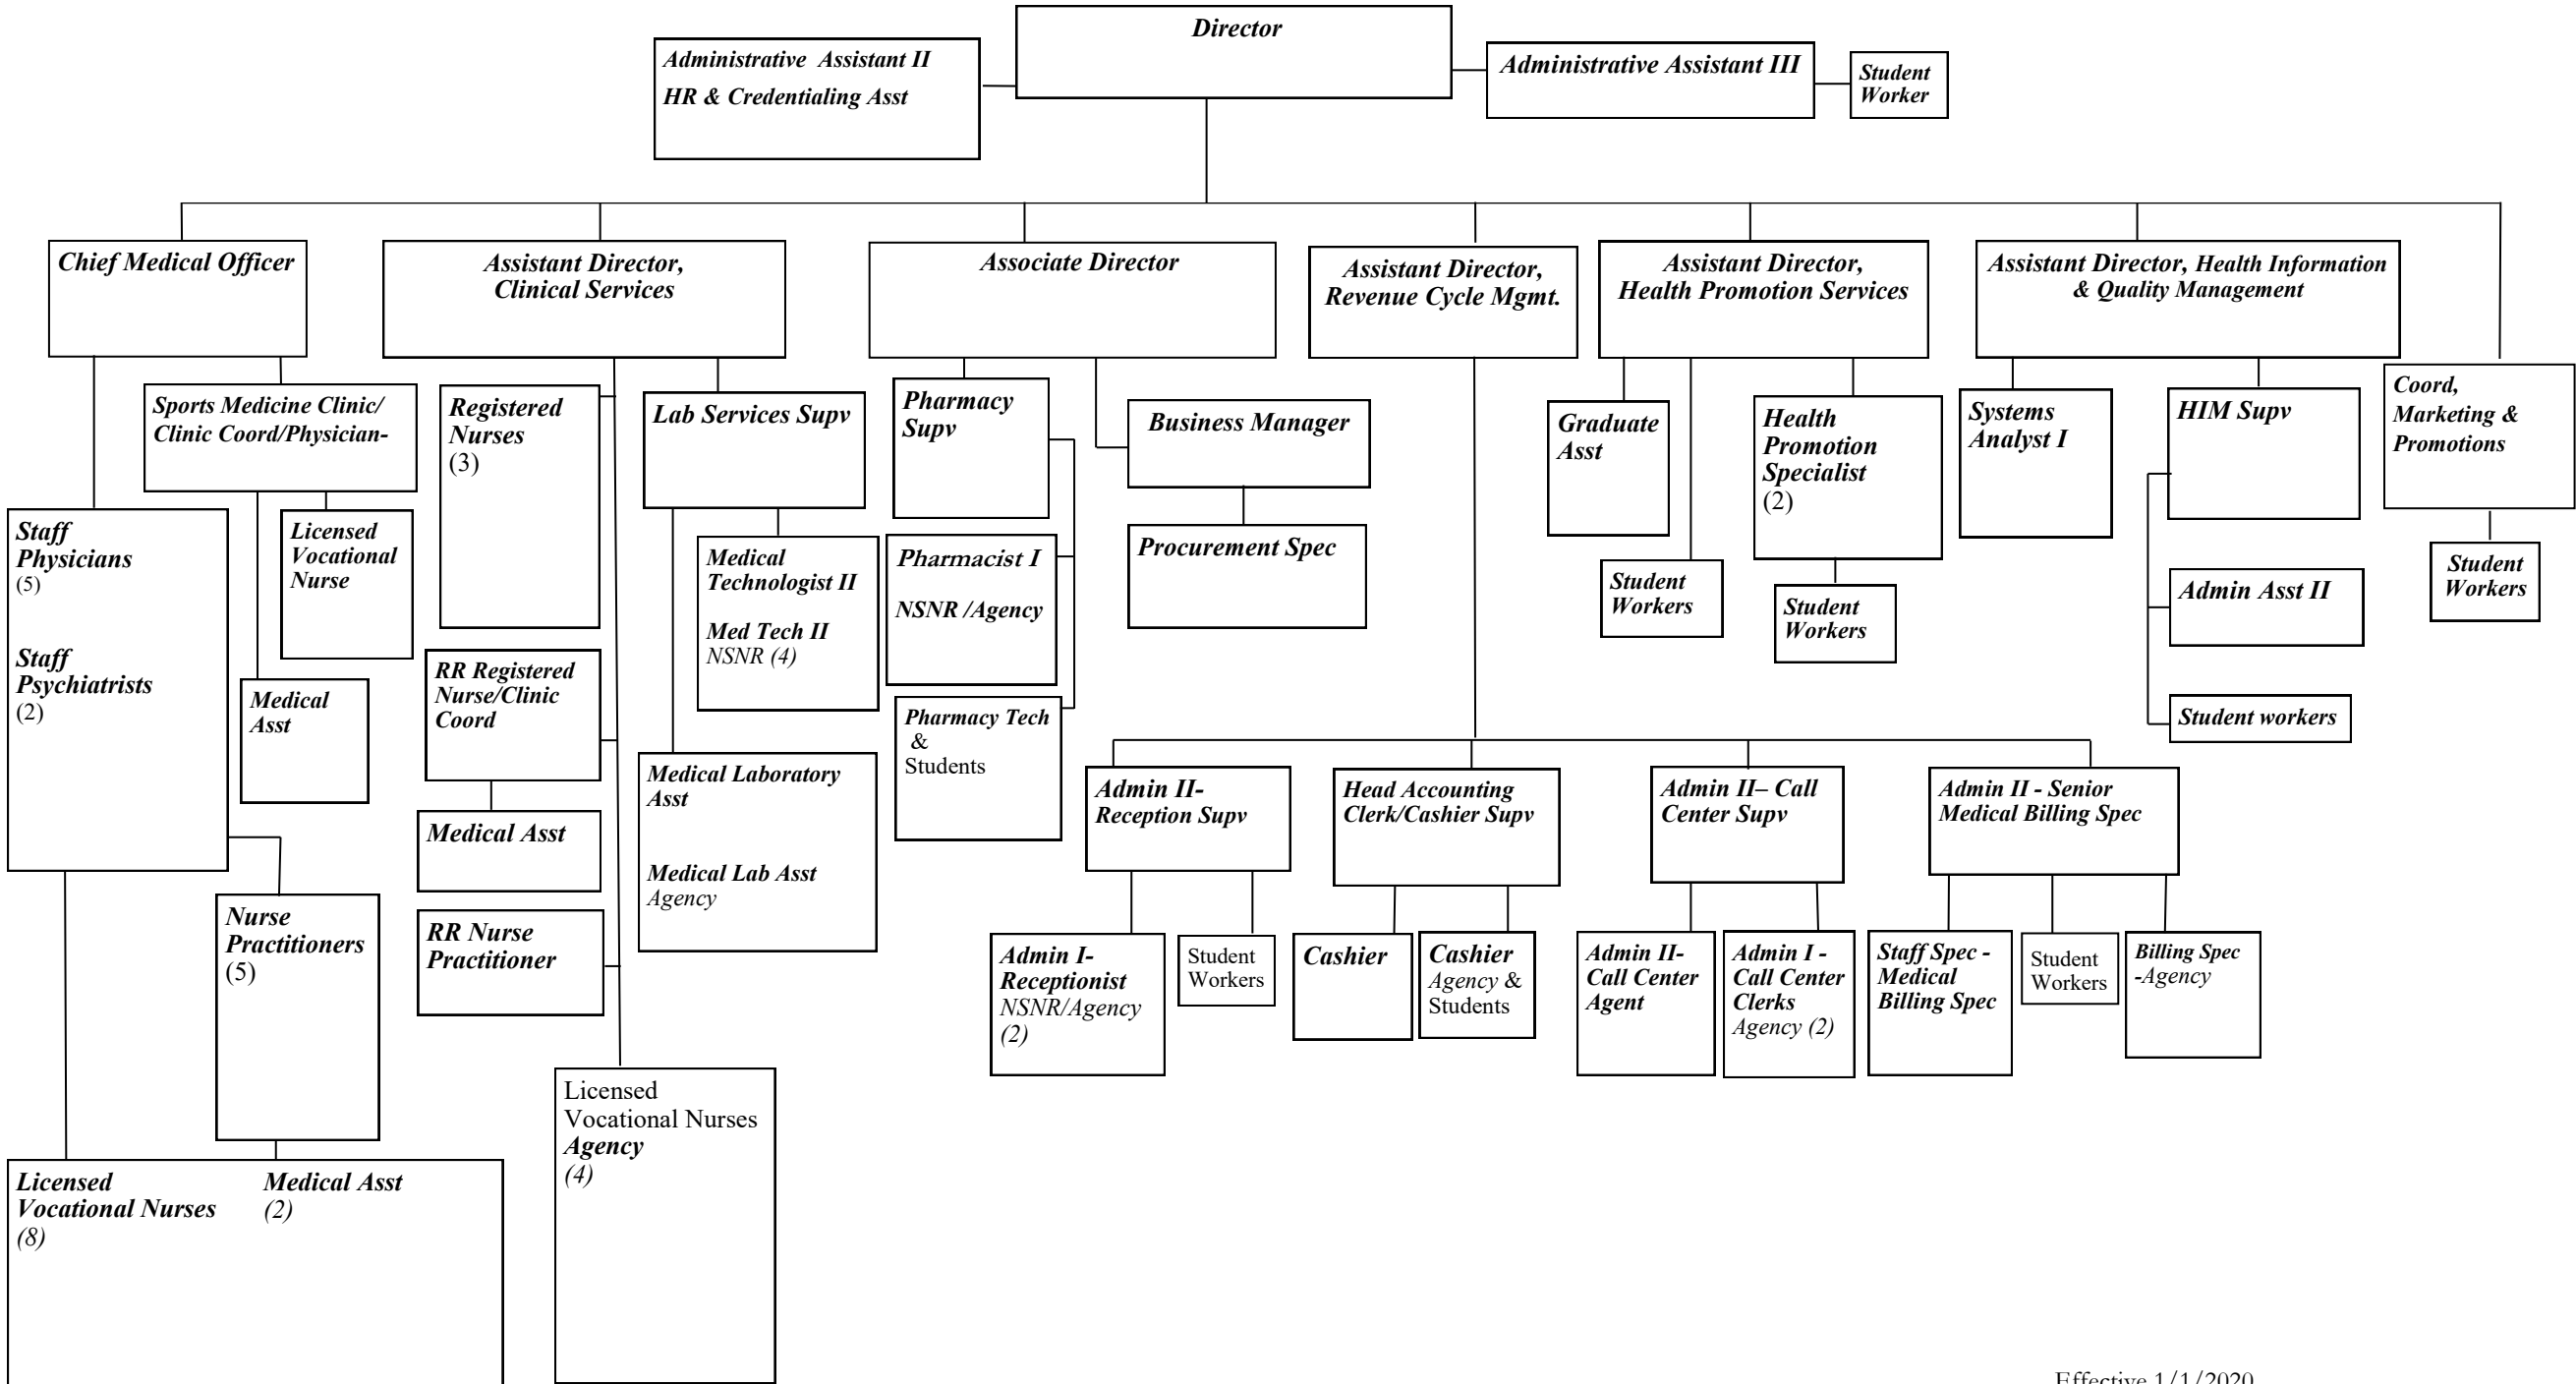 Director
Administrative Assistant II
HR & Credentialing Asst
Administrative Assistant III
Student
Worker
Chief Medical Officer
Assistant Director,
Clinical Services
Associate Director
Assistant Director,
Revenue Cycle Mgmt.
Assistant Director,
Health Promotion Services
Assistant Director, Health Information
& Quality Management
Coord,
Marketing &
Promotions
Student
Workers
Sports Medicine Clinic/
Clinic Coord/Physician-
Staff
Physicians
(5)
Staff
Psychiatrists
(2)
Licensed
Vocational
Nurse
Medical
Asst
Nurse
Practitioners
(5)
Licensed
Vocational Nurses
(8)
Medical Asst
(2)
Registered
Nurses
(3)
RR Registered
Nurse/Clinic
Coord
Medical Asst
RR Nurse
Practitioner
Licensed
Vocational Nurses
Agency
(4)
Lab Services Supv
Medical
Technologist II
Med Tech II
NSNR (4)
Medical Laboratory
Asst
Medical Lab Asst
Agency
Pharmacy
Supv
Pharmacist I
NSNR /Agency
Pharmacy Tech
&
Students
Business Manager
Procurement Spec
Admin II-
Reception Supv
Admin I-
Receptionist
NSNR/Agency
(2)
Student
Workers
Head Accounting
Clerk/Cashier Supv
Cashier
Cashier
Agency &
Students
Admin II– Call
Center Supv
Admin II-
Call Center
Agent
Admin I -
Call Center
Clerks
Agency (2)
Admin II - Senior
Medical Billing Spec
Staff Spec -
Medical
Billing Spec
Student
Workers
Billing Spec
-Agency
Graduate
Asst
Student
Workers
Health
Promotion
Specialist
(2)
Student
Workers
Systems
Analyst I
HIM Supv
Admin Asst II
Student workers
Effective 1/1/2020